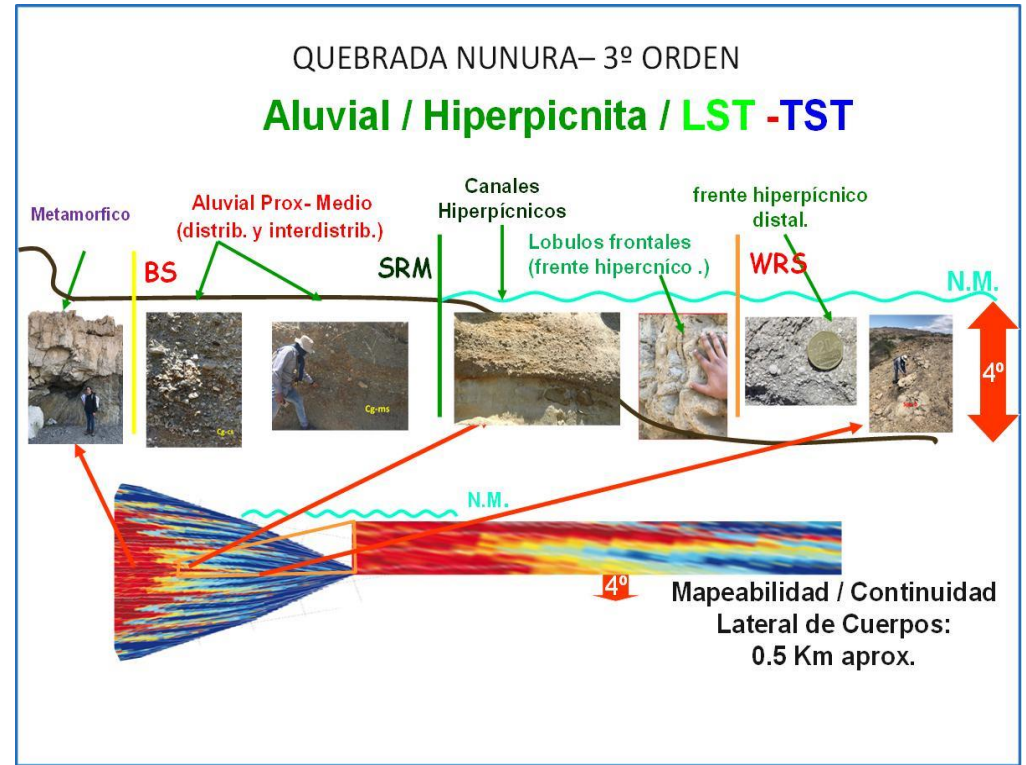 QUEBRADA NUNURA– 3º ORDEN
Aluvial / Hiperpicnita / LST -TST
Metamorfico
Aluvial Prox- Medio
(distrib. y interdistrib.)
Canales
Hiperpícnicos
frente hiperpícnico
distal.
Lobulos frontales
(frente hipercníco .)
BS
SRM
WRS
N.M.
Cg-cs
Cg-ms
4º
N.M.
4º
Mapeabilidad / Continuidad
Lateral de Cuerpos:
0.5 Km aprox.